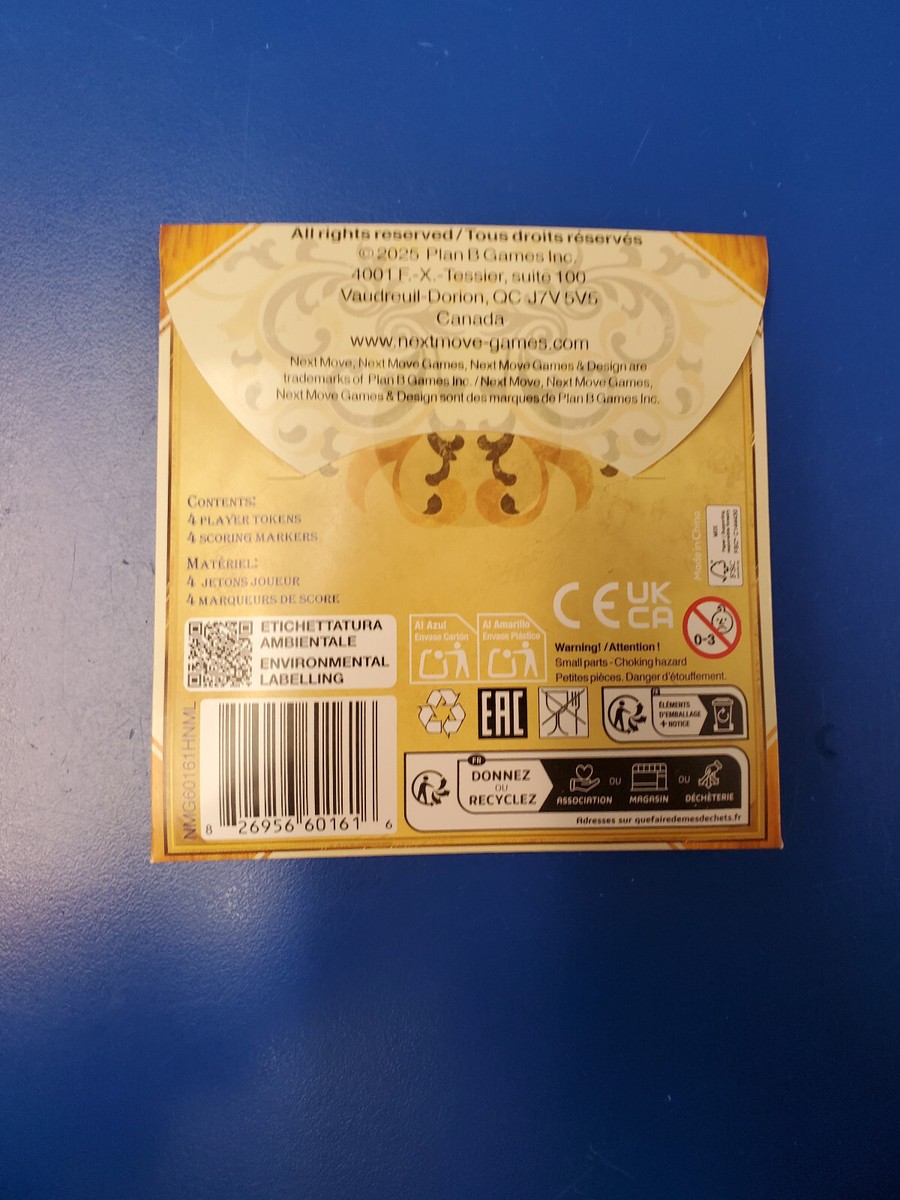 All rights reserved / Tous droits réservés
© 2025 Plan B Games Inc.
4001 F.-X.-Tessier, suite 100
Vaudreuil-Dorion, QC J7V 5V5
Canada
www.nextmove-games.com
Next Move, Next Move Games, Next Move Games & Design are
trademarks of Plan B Games Inc. / Next Move, Next Move Games,
Next Move Games & Design sont des marques de Plan B Games Inc.
Contents:
4 player tokens
4 scoring markers
Matériel:
4 jetons joueur
4 marqueurs de score
Made in China
MIX
FSC
ETICHETTATURA
AMBIENTALE
ENVIRONMENTAL
LABELLING
Al Azul
Envase Cartón
Al Amarillo
Envase Plástico
CE UK
CA
0-3
Warning! / Attention !
Small parts - Choking hazard
Petites pièces. Danger d'étouffement.
EAC
FR
ÉLÉMENTS
D'EMBALLAGE
+ NOTICE
NMG60161HNML
8 26956 60161 6
FR
DONNEZ
OU
RECYCLEZ
ASSOCIATION
OU
MAGASIN
OU
DÉCHÈTERIE
Adresses sur quefairedemesdechets.fr